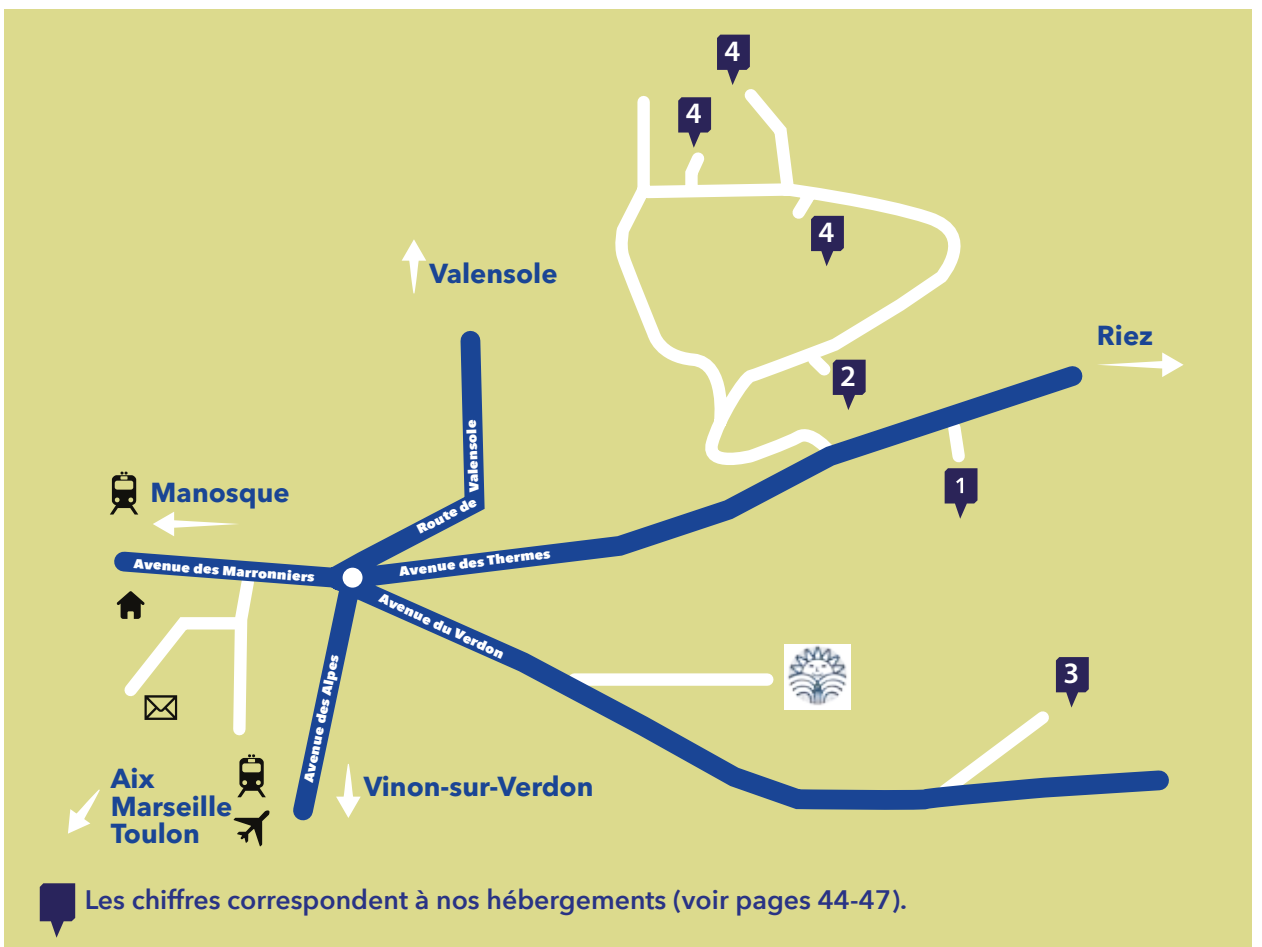 4
4
4
Valensole
Riez
2
Route de Valensole
1
Manosque
Avenue des Marronniers
Avenue des Thermes
Avenue du Verdon
Avenue des Alpes
3
Aix
Marseille
Toulon
Vinon-sur-Verdon
Les chiffres correspondent à nos hébergements (voir pages 44-47).